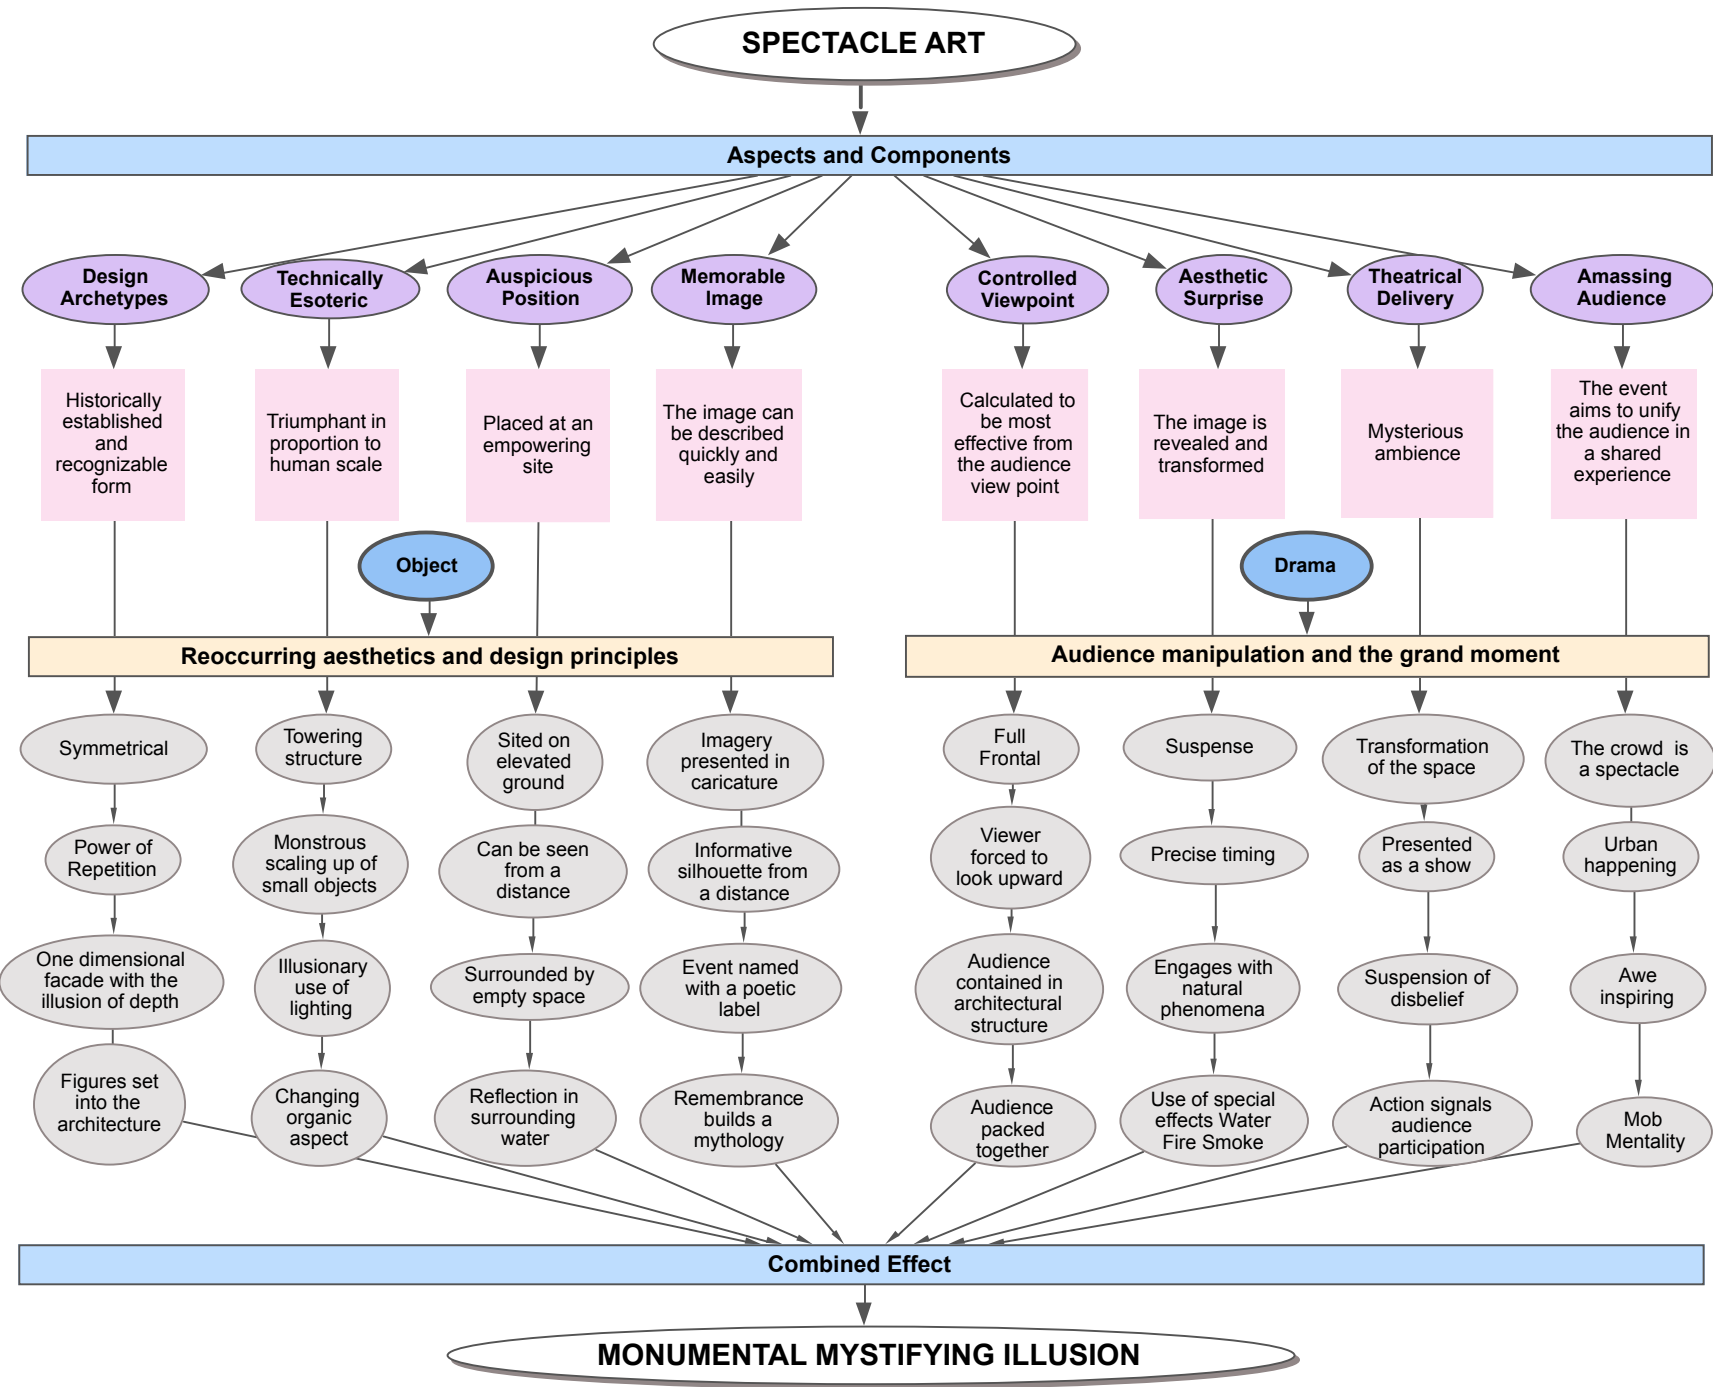 SPECTACLE ART
Aspects and Components
Design
Archetypes
Technically
Esoteric
Auspicious
Position
Memorable
Image
Controlled
Viewpoint
Aesthetic
Surprise
Theatrical
Delivery
Amassing
Audience
Historically
established
and
recognizable
form
Triumphant in
proportion to
human scale
Placed at an
empowering
site
The image can
be described
quickly and
easily
Calculated to
be most
effective from
the audience
view point
The image is
revealed and
transformed
Mysterious
ambience
The event
aims to unify
the audience in
a shared
experience
Object
Drama
Reoccurring aesthetics and design principles
Audience manipulation and the grand moment
Symmetrical
Towering
structure
Sited on
elevated
ground
Imagery
presented in
caricature
Full
Frontal
Suspense
Transformation
of the space
The crowd  is
a spectacle
Power of
Repetition
Monstrous
scaling up of
small objects
Can be seen
from a
distance
Informative
silhouette from
a distance
Viewer
forced to
look upward
Precise timing
Presented
as a show
Urban
happening
One dimensional
facade with the
illusion of depth
Illusionary
use of
lighting
Surrounded by
empty space
Event named
with a poetic
label
Audience
contained in
architectural
structure
Engages with
natural
phenomena
Suspension of
disbelief
Awe
inspiring
Figures set
into the
architecture
Changing
organic
aspect
Reflection in
surrounding
water
Remembrance
builds a
mythology
Audience
packed
together
Use of special
effects Water
Fire Smoke
Action signals
audience
participation
Mob
Mentality
Combined Effect
MONUMENTAL MYSTIFYING ILLUSION